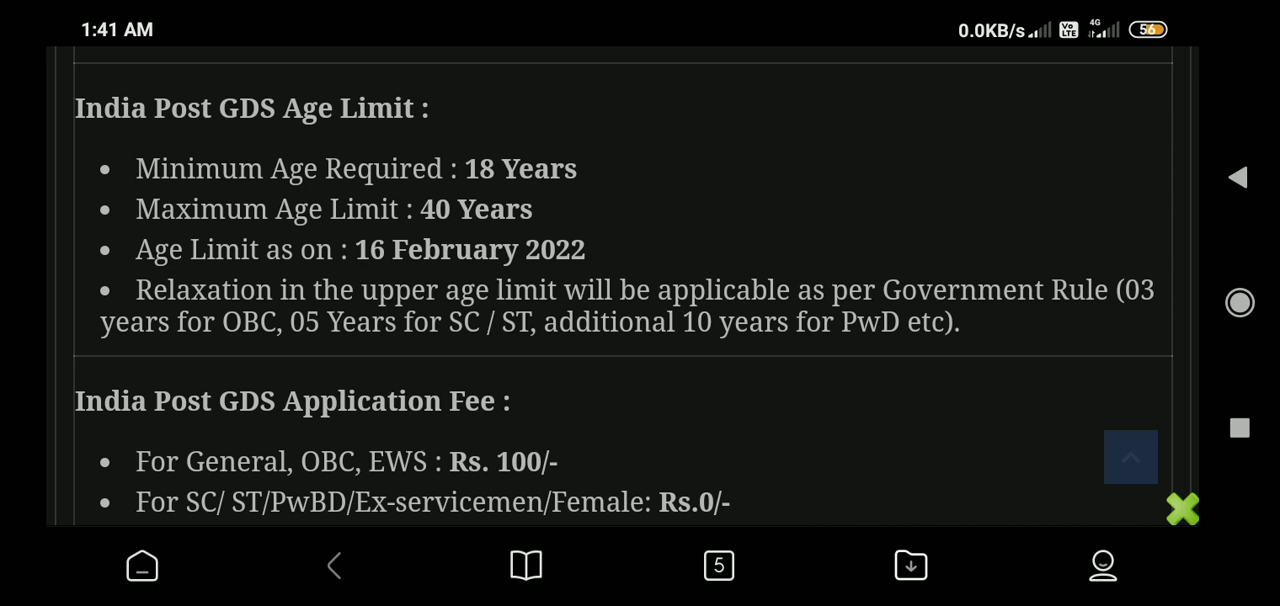 1:41 AM
0.0KB/s Vo LTE 4G 56
India Post GDS Age Limit :
• Minimum Age Required : 18 Years
• Maximum Age Limit : 40 Years
• Age Limit as on : 16 February 2022
• Relaxation in the upper age limit will be applicable as per Government Rule (03
years for OBC, 05 Years for SC / ST, additional 10 years for PwD etc).
India Post GDS Application Fee :
• For General, OBC, EWS : Rs. 100/-
• For SC/ ST/PwBD/Ex-servicemen/Female: Rs.0/-
5